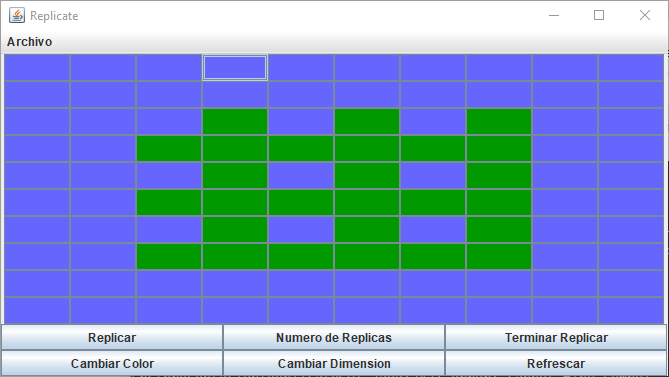 Replicate
Archivo
Replicar Numero de Replicas Terminar Replicar
Cambiar Color Cambiar Dimension Refrescar